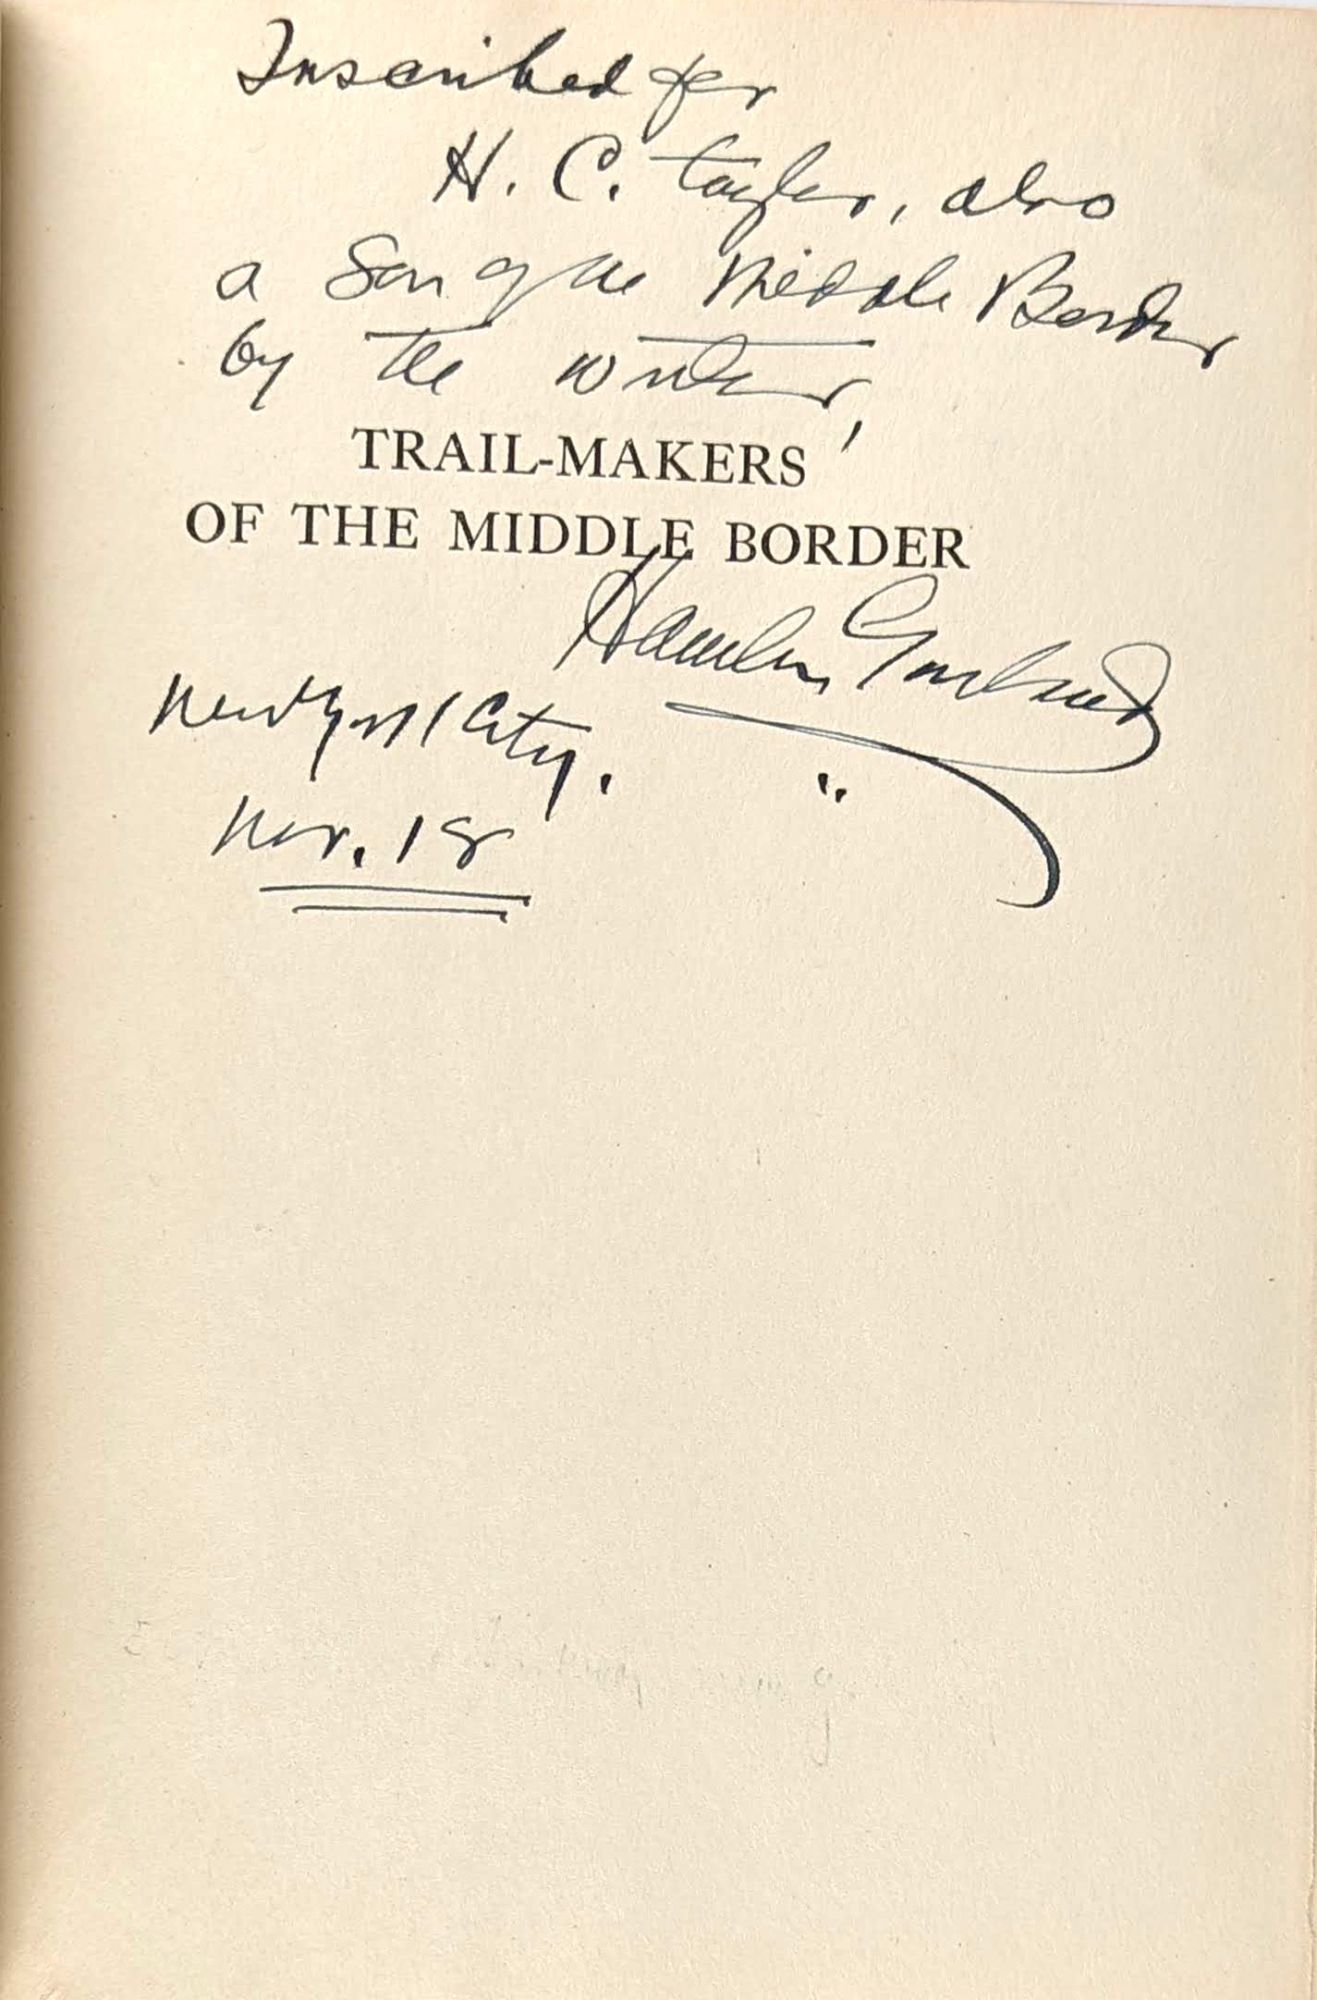 Inscribed for
H. C. Taylor, also
a Son of the Middle Border
by the writer,
TRAIL-MAKERS
OF THE MIDDLE BORDER
Hamlin Garland
New York City.
Nov. 18